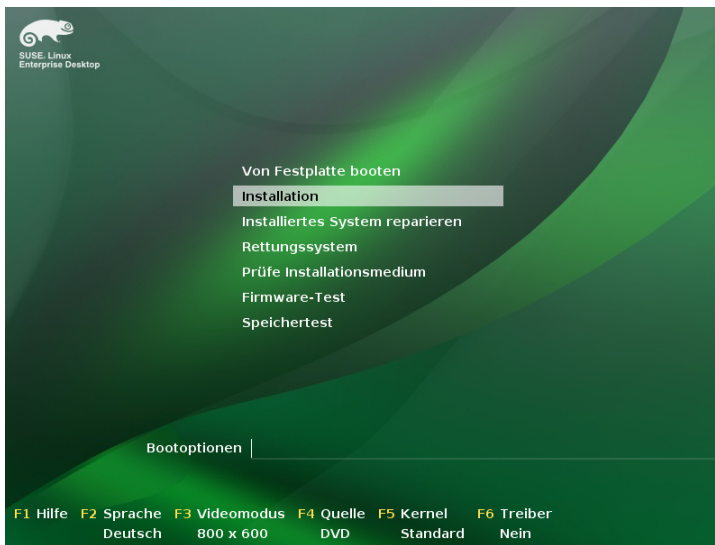 SUSE. Linux
Enterprise Desktop
Von Festplatte booten
Installation
Installiertes System reparieren
Rettungssystem
Prüfe Installationsmedium
Firmware-Test
Speichertest
Bootoptionen
F1 Hilfe F2 Sprache F3 Videomodus F4 Quelle F5 Kernel F6 Treiber
Deutsch 800 x 600 DVD Standard Nein